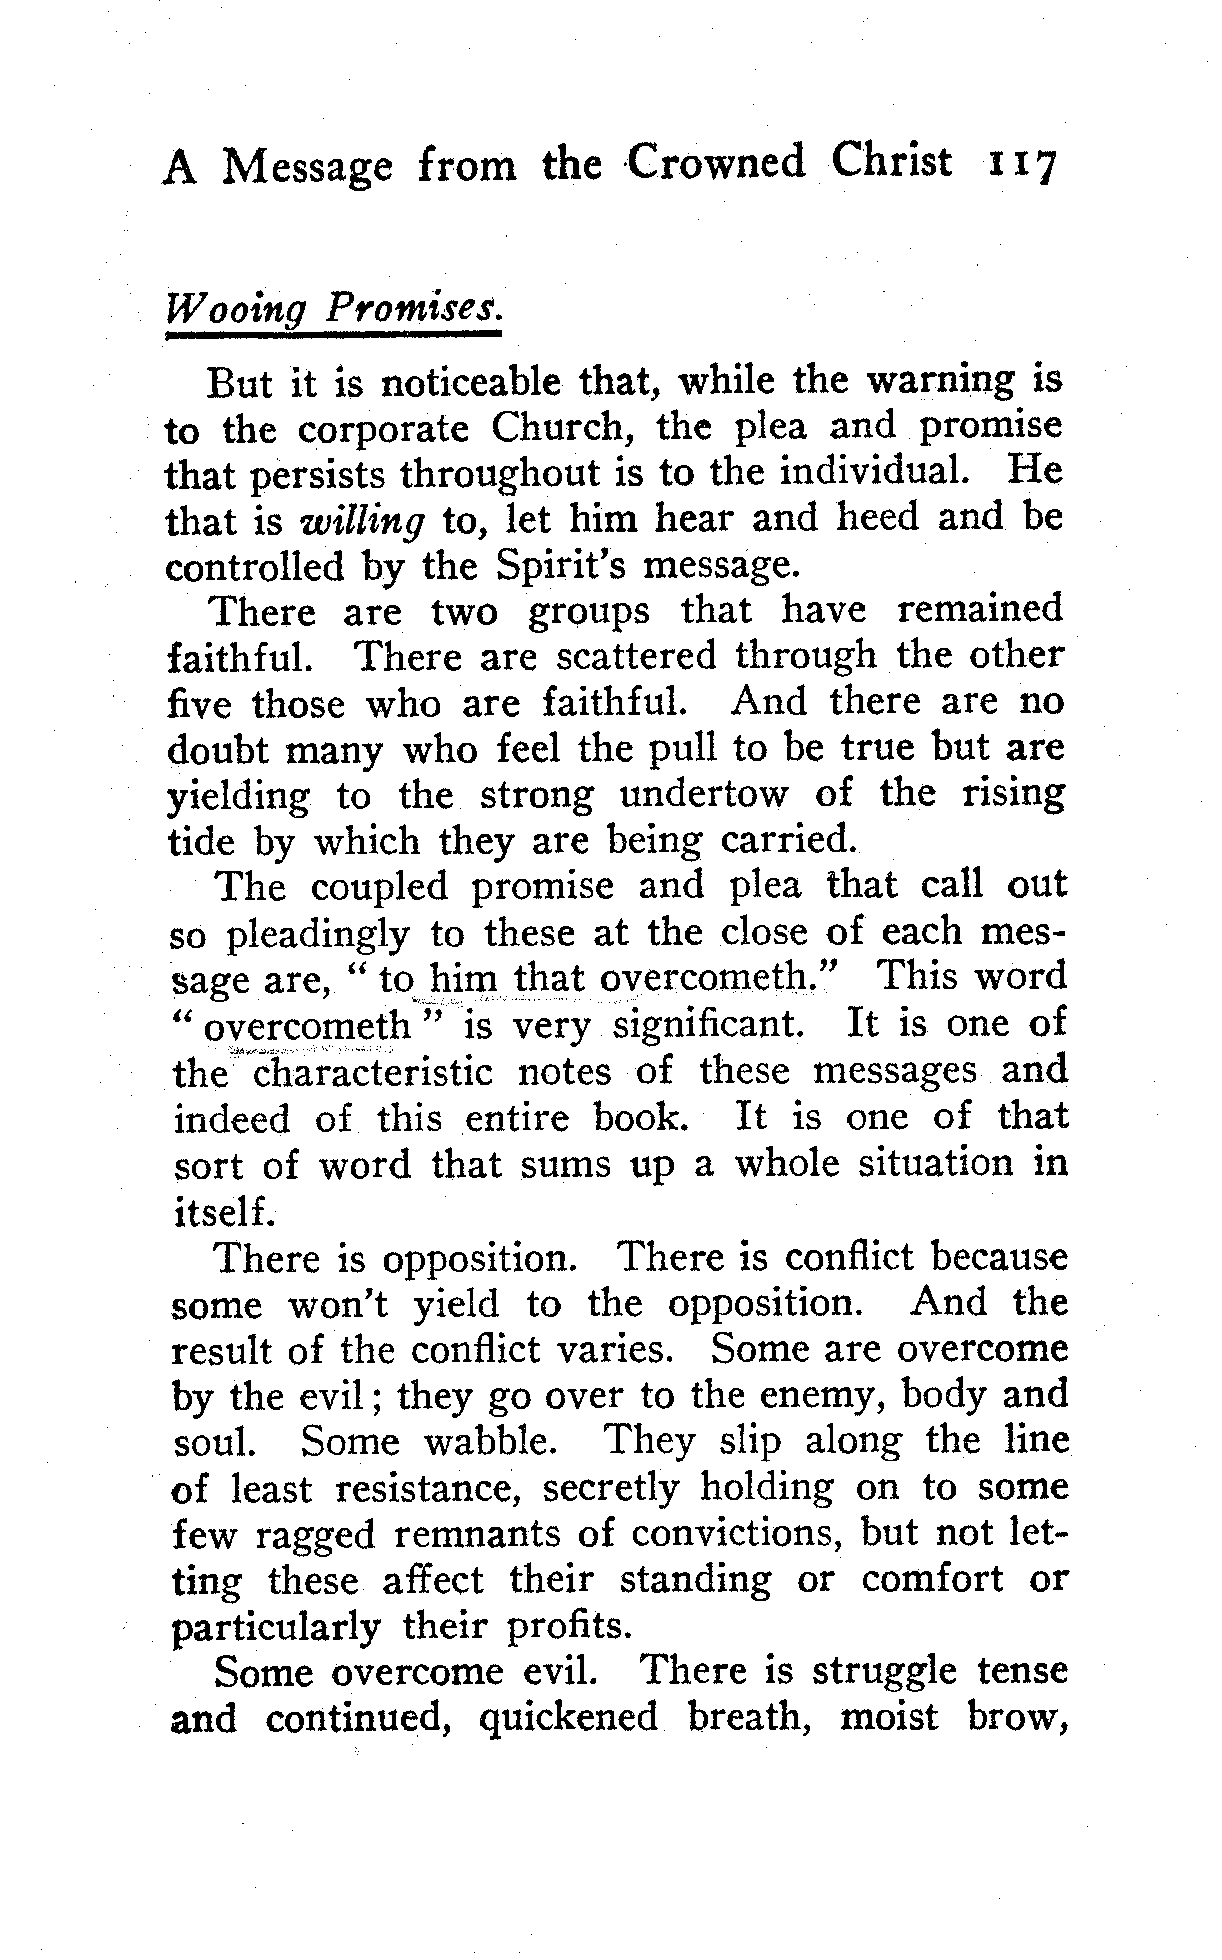 A Message from the Crowned Christ 117
Wooing Promises.
But it is noticeable that, while the warning is
to the corporate Church, the plea and promise
that persists throughout is to the individual. He
that is willing to, let him hear and heed and be
controlled by the Spirit's message.
There are two groups that have remained
faithful. There are scattered through the other
five those who are faithful. And there are no
doubt many who feel the pull to be true but are
yielding to the strong undertow of the rising
tide by which they are being carried.
The coupled promise and plea that call out
so pleadingly to these at the close of each mes-
sage are, " to him that overcometh." This word
" overcometh " is very significant. It is one of
the characteristic notes of these messages and
indeed of this entire book. It is one of that
sort of word that sums up a whole situation in
itself.
There is opposition. There is conflict because
some won't yield to the opposition. And the
result of the conflict varies. Some are overcome
by the evil; they go over to the enemy, body and
soul. Some wabble. They slip along the line
of least resistance, secretly holding on to some
few ragged remnants of convictions, but not let-
ting these affect their standing or comfort or
particularly their profits.
Some overcome evil. There is struggle tense
and continued, quickened breath, moist brow,